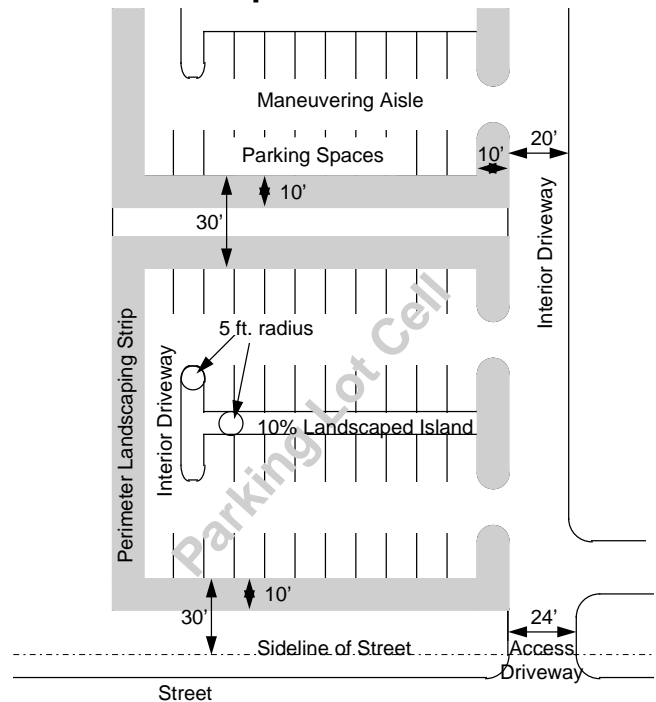 Maneuvering Aisle
20’
Parking Spaces
10’
10’
30’
Interior Driveway
Perimeter Landscaping Strip
5 ft. radius
Interior Driveway
10% Landscaped Island
Parking Lot Cell
10’
30’
24’
Sideline of Street
Access
Driveway
Street